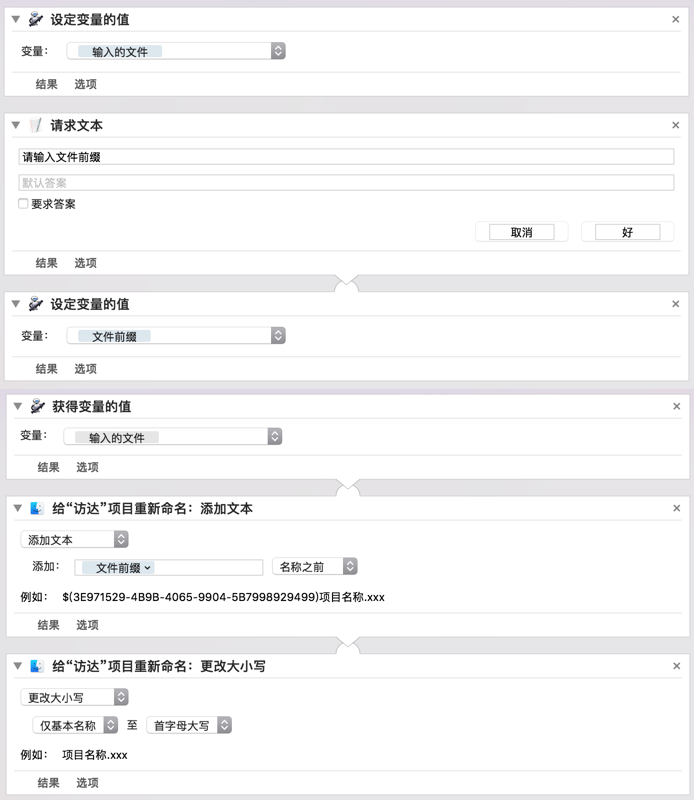 设定变量的值
变量： 输入的文件
结果 选项
请求文本
请输入文件前缀
默认答案
要求答案
取消 好
结果 选项
设定变量的值
变量： 文件前缀
结果 选项
获得变量的值
变量： 输入的文件
结果 选项
给“访达”项目重新命名：添加文本
添加文本
添加： 文件前缀 名称之前
例如： $(3E971529-4B9B-4065-9904-5B7998929499)项目名称.xxx
结果 选项
给“访达”项目重新命名：更改大小写
更改大小写
仅基本名称 至 首字母大写
例如： 项目名称.xxx
结果 选项